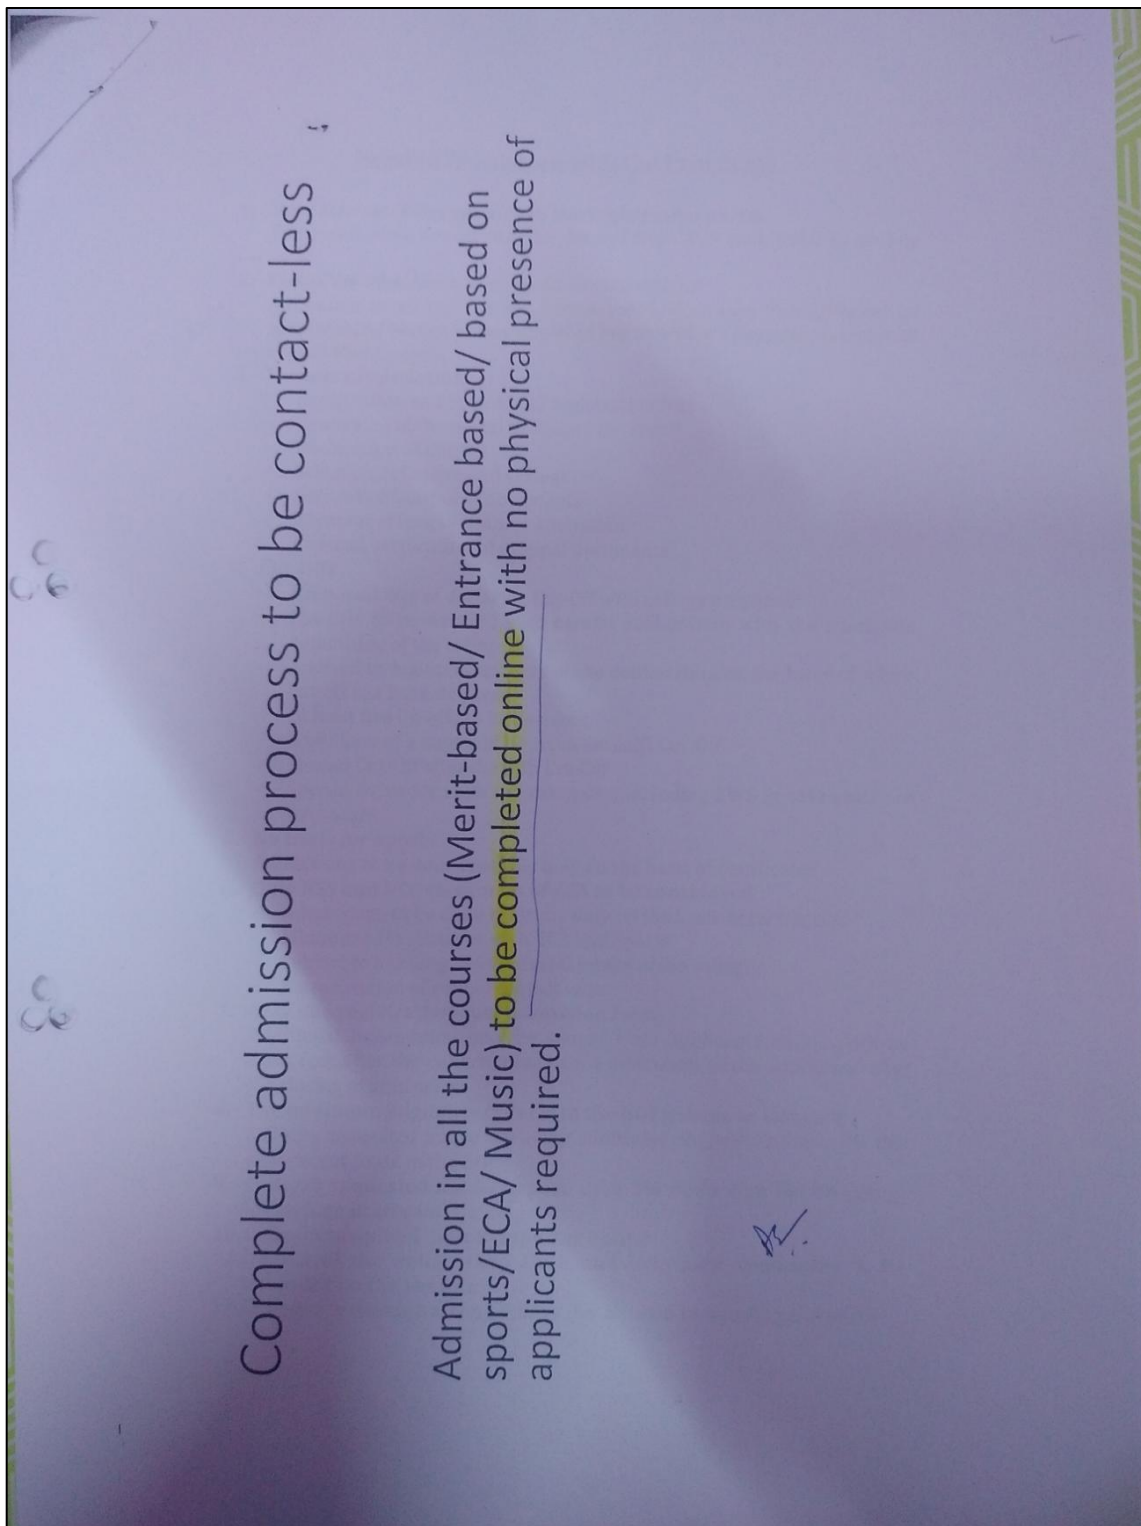 Complete admission process to be contact-less
Admission in all the courses (Merit-based/ Entrance based/ based on
sports/ECA/ Music) to be completed online with no physical presence of
applicants required.